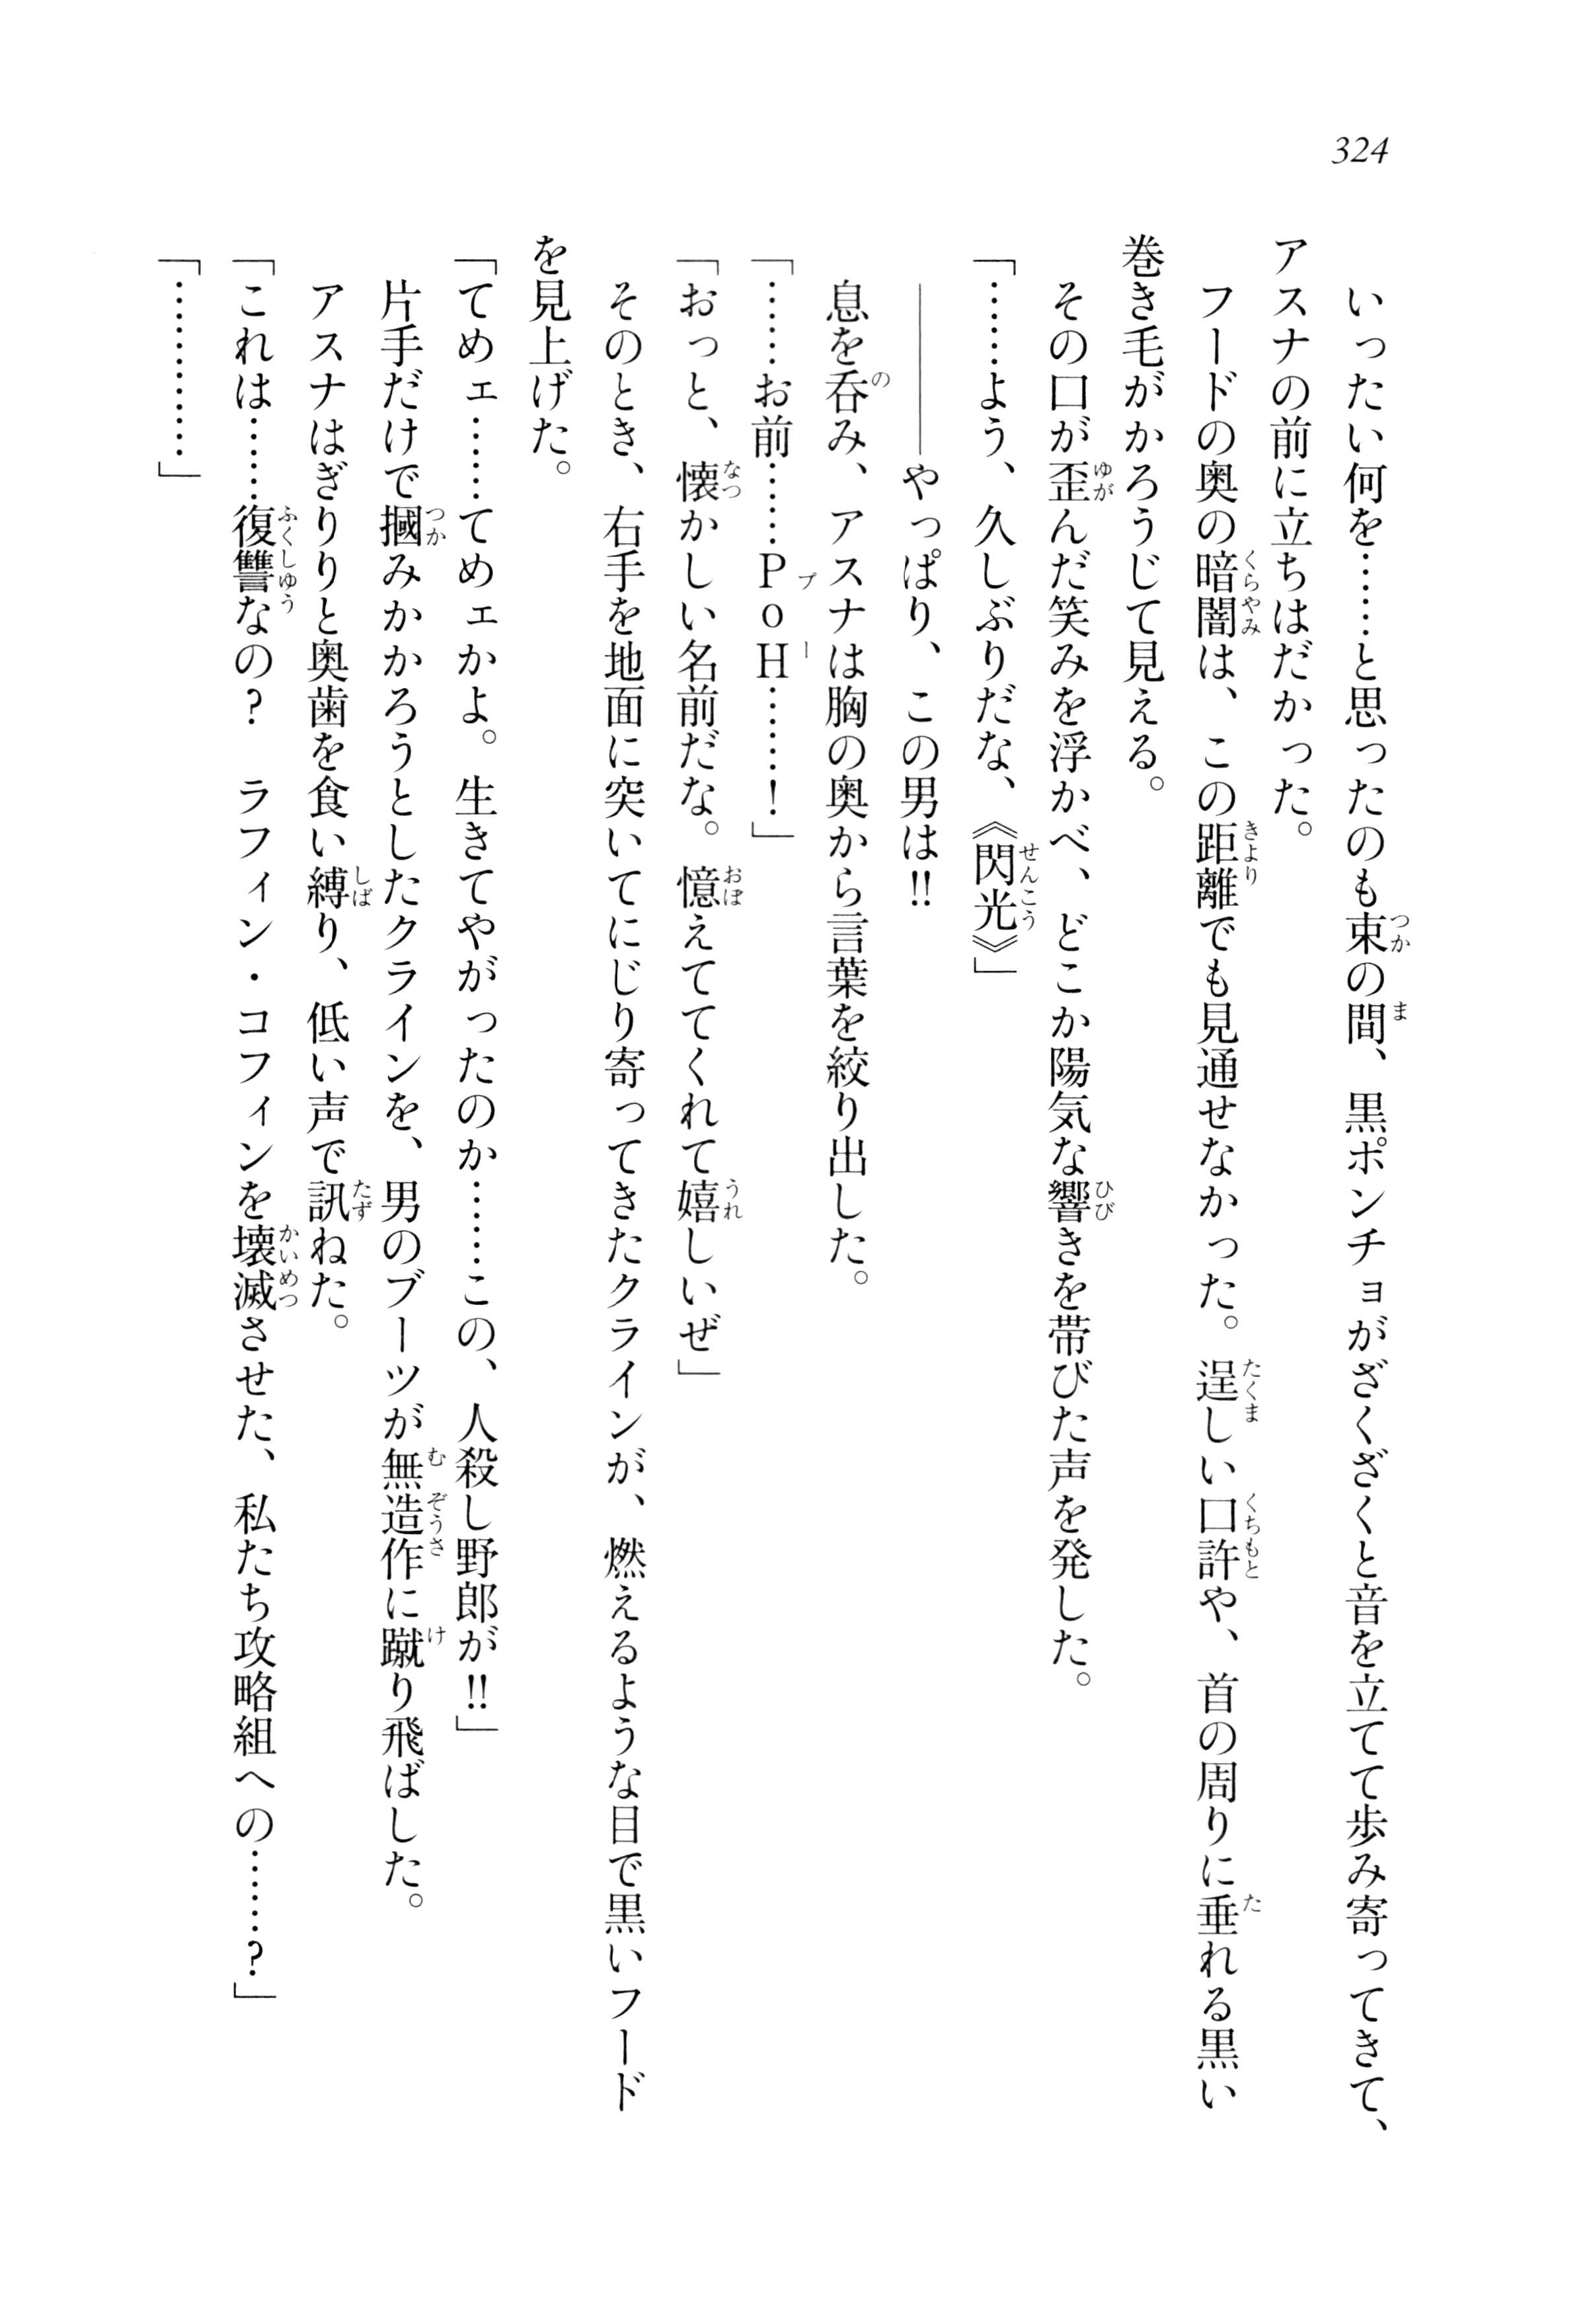 324
いったい何を……と思ったのも束の間、黒ポンチョがざくざくと音を立てて歩み寄ってきて、
アスナの前に立ちはだかった。
フードの奥の暗闇は、この距離でも見通せなかった。逞しい口許や、首の周りに垂れる黒い
巻き毛がかろうじて見える。
その口が歪んだ笑みを浮かべ、どこか陽気な響きを帯びた声を発した。
「……よう、久しぶりだな、《閃光》」
――――やっぱり、この男は!!
息を呑み、アスナは胸の奥から言葉を絞り出した。
「……お前……PoH……！」
「おっと、懐かしい名前だな。憶えててくれて嬉しいぜ」
そのとき、右手を地面に突いてにじり寄ってきたクラインが、燃えるような目で黒いフード
を見上げた。
「てめェ……てめェかよ。生きてやがったのか……この、人殺し野郎が!!」
片手だけで摑みかかろうとしたクラインを、男のブーツが無造作に蹴り飛ばした。
アスナはぎりりと奥歯を食い縛り、低い声で訊ねた。
「これは……復讐なの？　ラフィン・コフィンを壊滅させた、私たち攻略組への……？」
「…………」